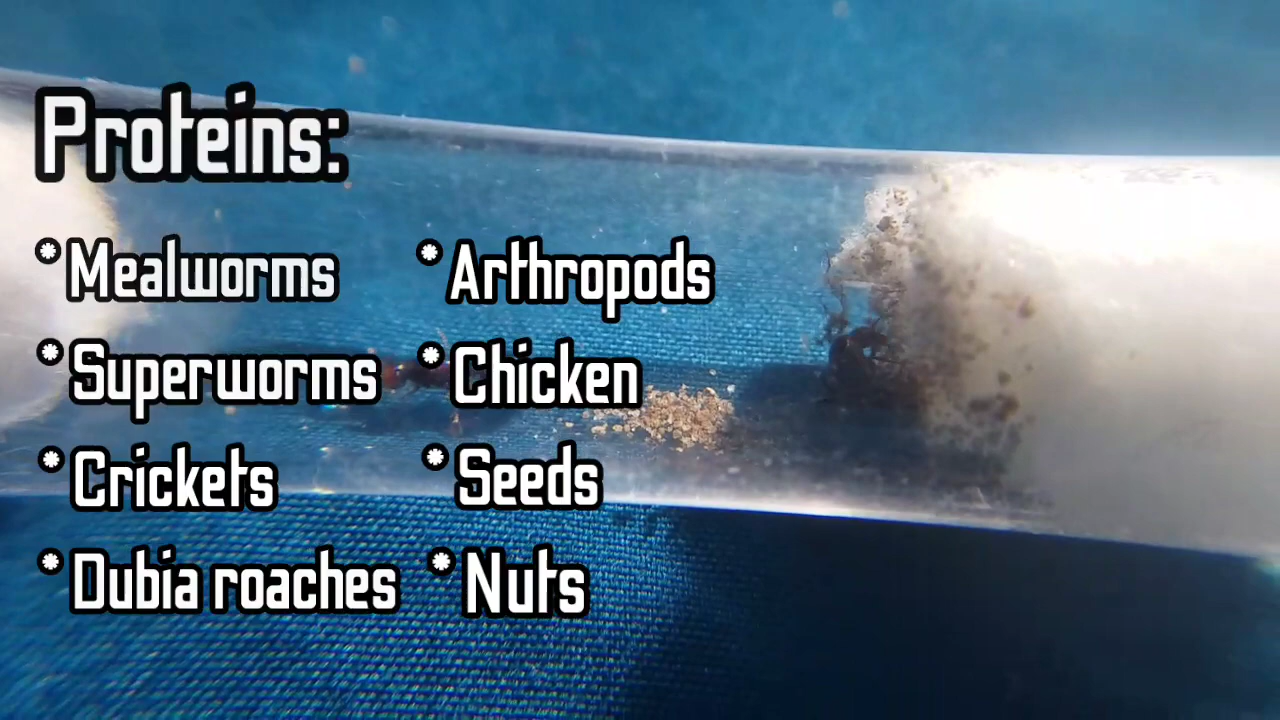 Proteins:
* Mealworms
* Superworms
* Crickets
* Dubia roaches
* Arthropods
* Chicken
* Seeds
* Nuts